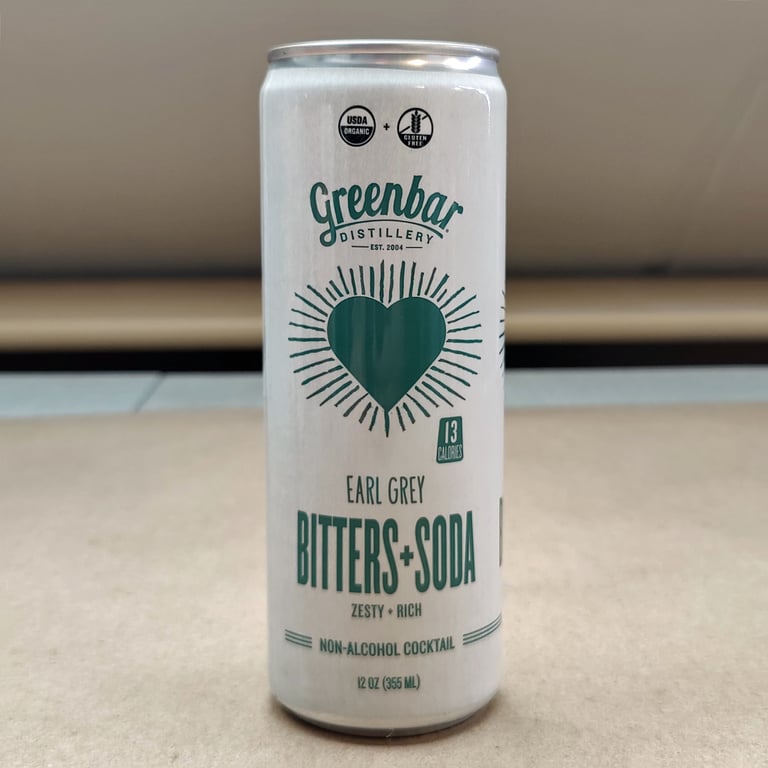 USDA
ORGANIC
+
GLUTEN
FREE
Greenbar
DISTILLERY
EST. 2004
13
CALORIES
EARL GREY
BITTERS+SODA
ZESTY + RICH
NON-ALCOHOL COCKTAIL
12 OZ (355 ML)